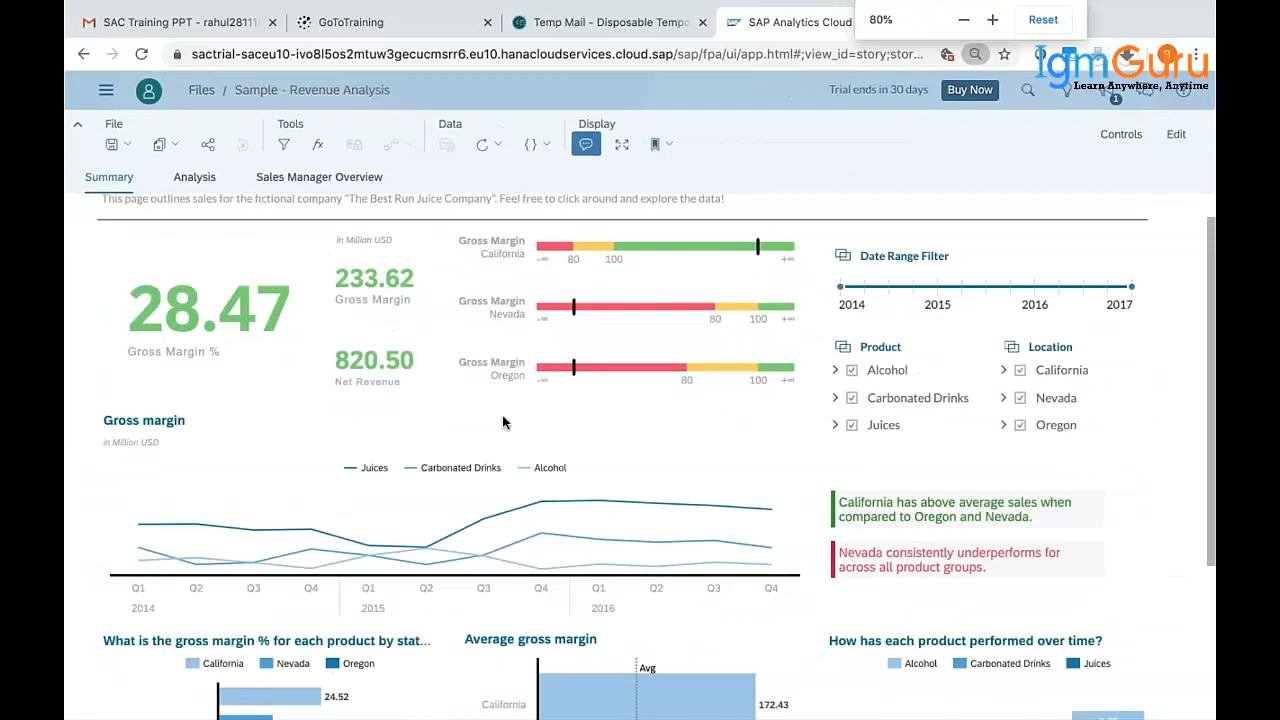 SAC Training PPT - rahul28111
GoToTraining
Temp Mail - Disposable Tempo
SAP Analytics Cloud
80%
Reset
sactrial-saceu10-ivo8l5os2mtuw3gecucmsrr6.eu10.hanacloudservices.cloud.sap/sap/fpa/ui/app.html#;view_id=story;stor...
IgmGuru
Learn Anywhere, Anytime
Files / Sample - Revenue Analysis
Trial ends in 30 days
Buy Now
1
File
Tools
Data
Display
Controls
Edit
Summary
Analysis
Sales Manager Overview
This page outlines sales for the fictional company "The Best Run Juice Company". Feel free to click around and explore the data!
28.47
Gross Margin %
in Million USD
233.62
Gross Margin
820.50
Net Revenue
Gross Margin
California
-∞ 80 100 +∞
Gross Margin
Nevada
-∞ 80 100 +∞
Gross Margin
Oregon
-∞ 80 100 +∞
Date Range Filter
2014 2015 2016 2017
Product
Alcohol
Carbonated Drinks
Juices
Location
California
Nevada
Oregon
Gross margin
in Million USD
Juices Carbonated Drinks Alcohol
Q1 Q2 Q3 Q4 Q1 Q2 Q3 Q4 Q1 Q2 Q3 Q4
2014 2015 2016
California has above average sales when
compared to Oregon and Nevada.
Nevada consistently underperforms for
across all product groups.
What is the gross margin % for each product by stat...
California Nevada Oregon
24.52
Average gross margin
Avg
California
172.43
How has each product performed over time?
Alcohol Carbonated Drinks Juices